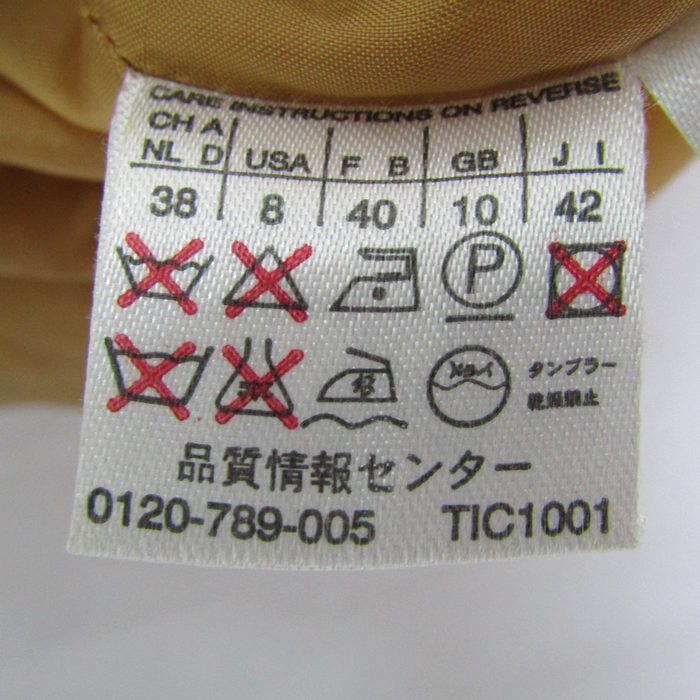 CARE INSTRUCTIONS ON REVERSE
CH A
NL D USA F B GB J I
38 8 40 10 42
P
タンブラー
乾燥禁止
品質情報センター
0120-789-005 TIC1001